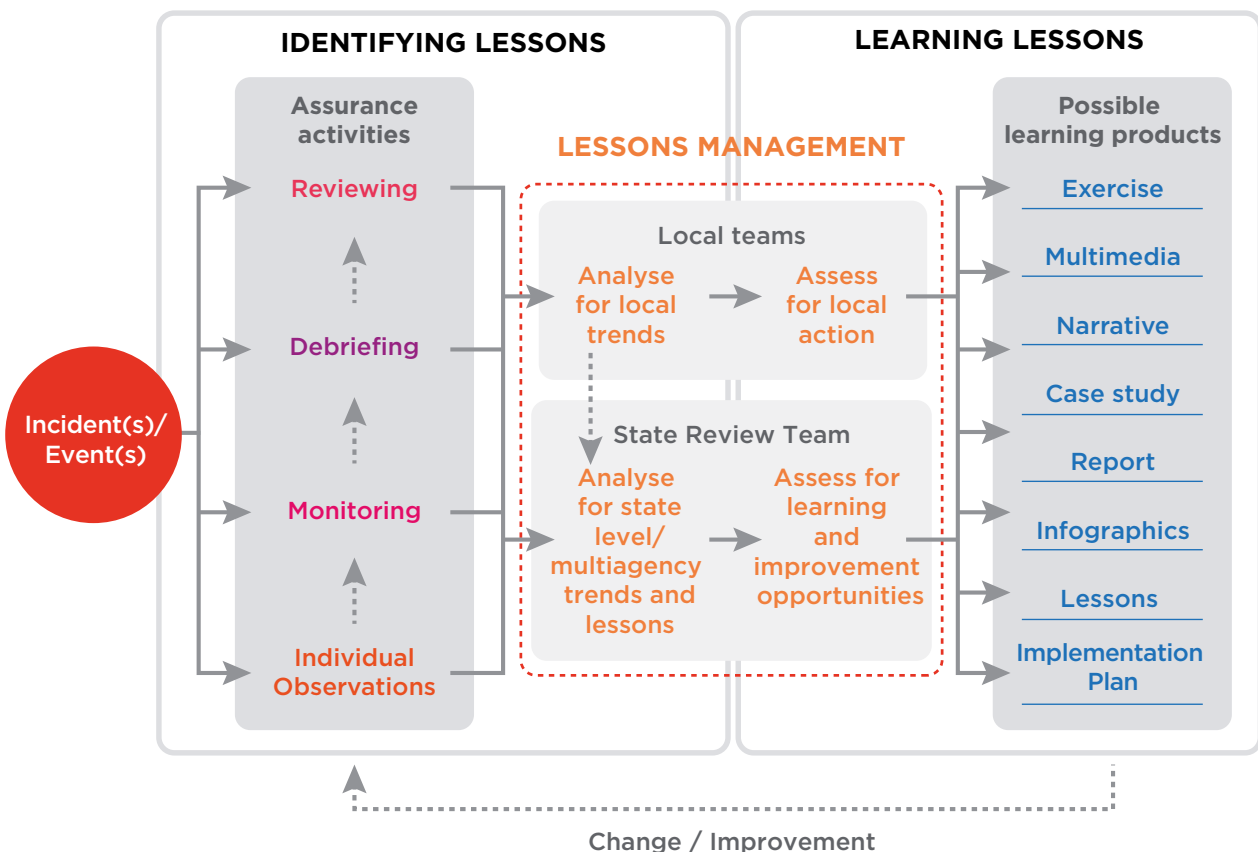 IDENTIFYING LESSONS
LEARNING LESSONS
Assurance
activities
Reviewing
Debriefing
Monitoring
Individual
Observations
Incident(s)/
Event(s)
LESSONS MANAGEMENT
Local teams
Analyse
for local
trends
Assess
for local
action
State Review Team
Analyse
for state
level/
multiagency
trends and
lessons
Assess for
learning
and
improvement
opportunities
Possible
learning products
Exercise
Multimedia
Narrative
Case study
Report
Infographics
Lessons
Implementation
Plan
Change / Improvement